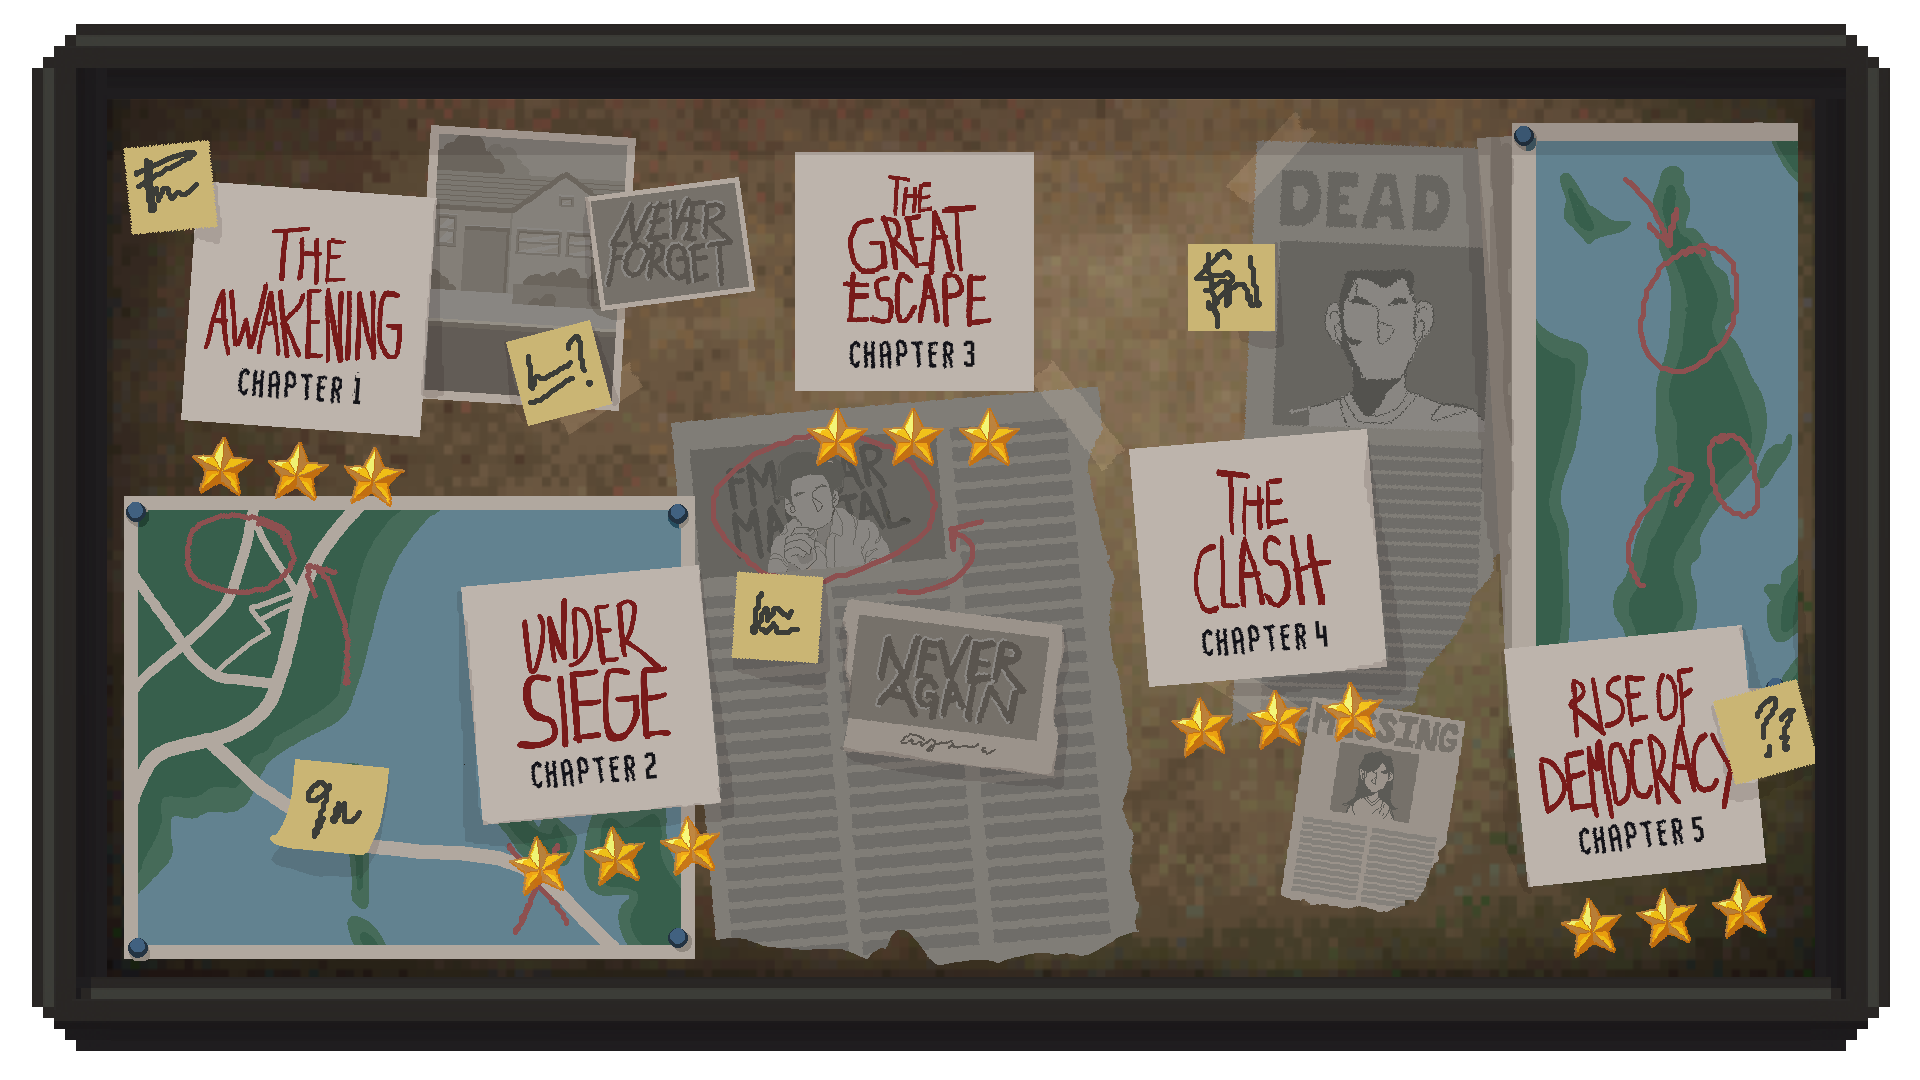 THE
AWAKENING
CHAPTER 1
NEVER
FORGET
THE
GREAT
ESCAPE
CHAPTER 3
DEAD
UNDER
SIEGE
CHAPTER 2
NEVER
AGAIN
THE
CLASH
CHAPTER 4
MISSING
RISE OF
DEMOCRACY
CHAPTER 5
??